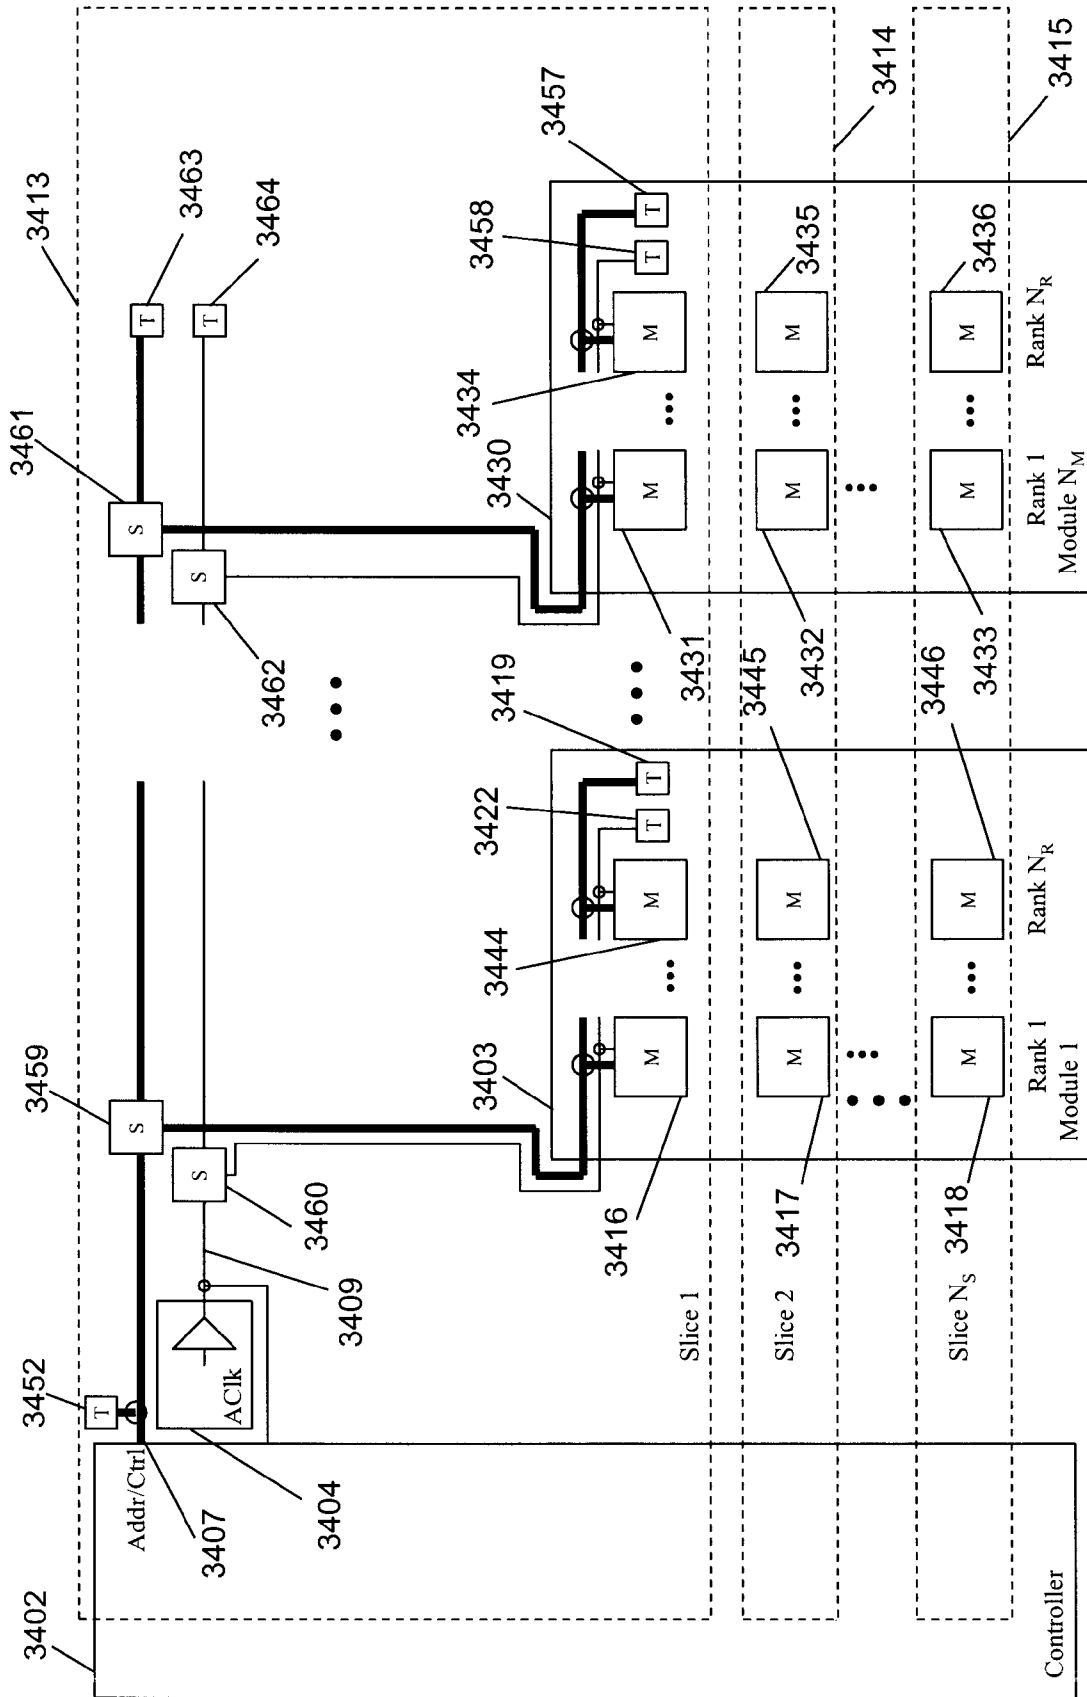 3402
3452
3459
3461
3413
T
Addr/Ctrl
S
S
T
3463
3407
AClk
S
S
T
3464
3404
3460
3462
3409
3403
3444
3422
3419
3430
3434
3458
3457
3416
M
M
T
T
M
M
T
T
Slice 1
3431
3445
3414
Slice 2
3417
M
M
M
M
3435
3432
3446
Slice N_S
3418
M
M
3433
M
M
3436
Rank 1
Rank N_R
Rank 1
Rank N_R
3415
Controller
Module 1
Module N_M